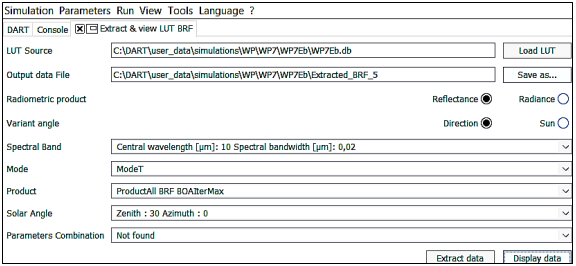 Simulation Parameters Run View Tools Language ?
DART Console Extract & view LUT BRF
LUT Source C:\DART\user_data\simulations\WP\WP7\WP7Eb\WP7Eb.db Load LUT
Output data File C:\DART\user_data\simulations\WP\WP7\WP7Eb\Extracted_BRF_5 Save as...
Radiometric product Reflectance Radiance
Variant angle Direction Sun
Spectral Band Central wavelength [µm]: 10 Spectral bandwidth [µm]: 0,02
Mode ModeT
Product ProductAll BRF BOAIterMax
Solar Angle Zenith : 30 Azimuth : 0
Parameters Combination Not found
Extract data Display data